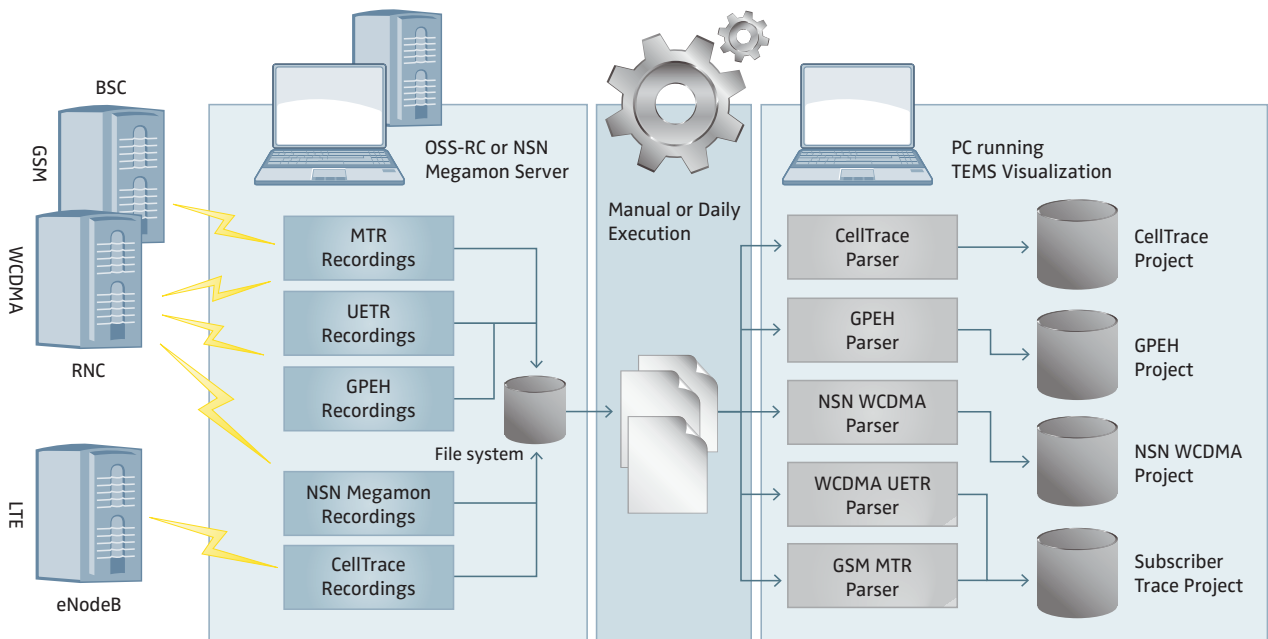 BSC
GSM
WCDMA
RNC
LTE
eNodeB
OSS-RC or NSN
Megamon Server
MTR
Recordings
UETR
Recordings
GPEH
Recordings
File system
NSN Megamon
Recordings
CellTrace
Recordings
Manual or Daily
Execution
PC running
TEMS Visualization
CellTrace
Parser
GPEH
Parser
NSN WCDMA
Parser
WCDMA UETR
Parser
GSM MTR
Parser
CellTrace
Project
GPEH
Project
NSN WCDMA
Project
Subscriber
Trace Project